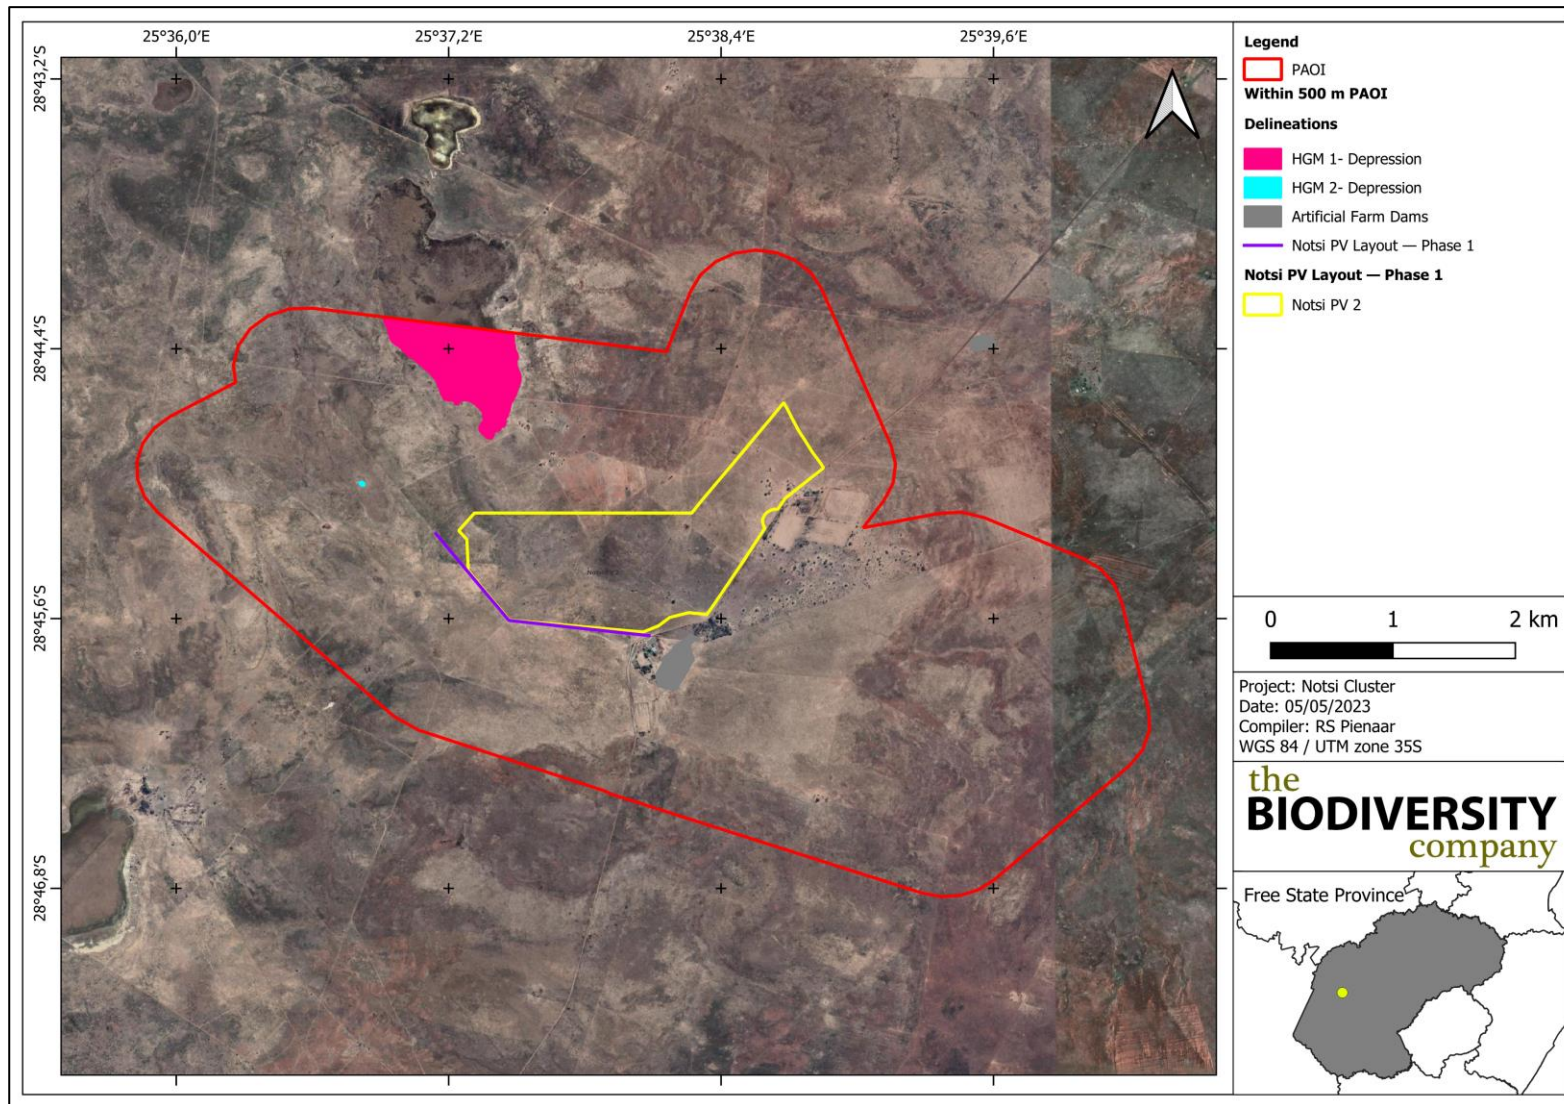 25°36,0′E 25°37,2′E 25°38,4′E 25°39,6′E
28°43,2′S
28°44,4′S
28°45,6′S
28°46,8′S
Legend
PAOI
Within 500 m PAOI
Delineations
HGM 1- Depression
HGM 2- Depression
Artificial Farm Dams
Notsi PV Layout — Phase 1
Notsi PV Layout — Phase 1
Notsi PV 2
0 1 2 km
Project: Notsi Cluster
Date: 05/05/2023
Compiler: RS Pienaar
WGS 84 / UTM zone 35S
the
BIODIVERSITY
company
Free State Province